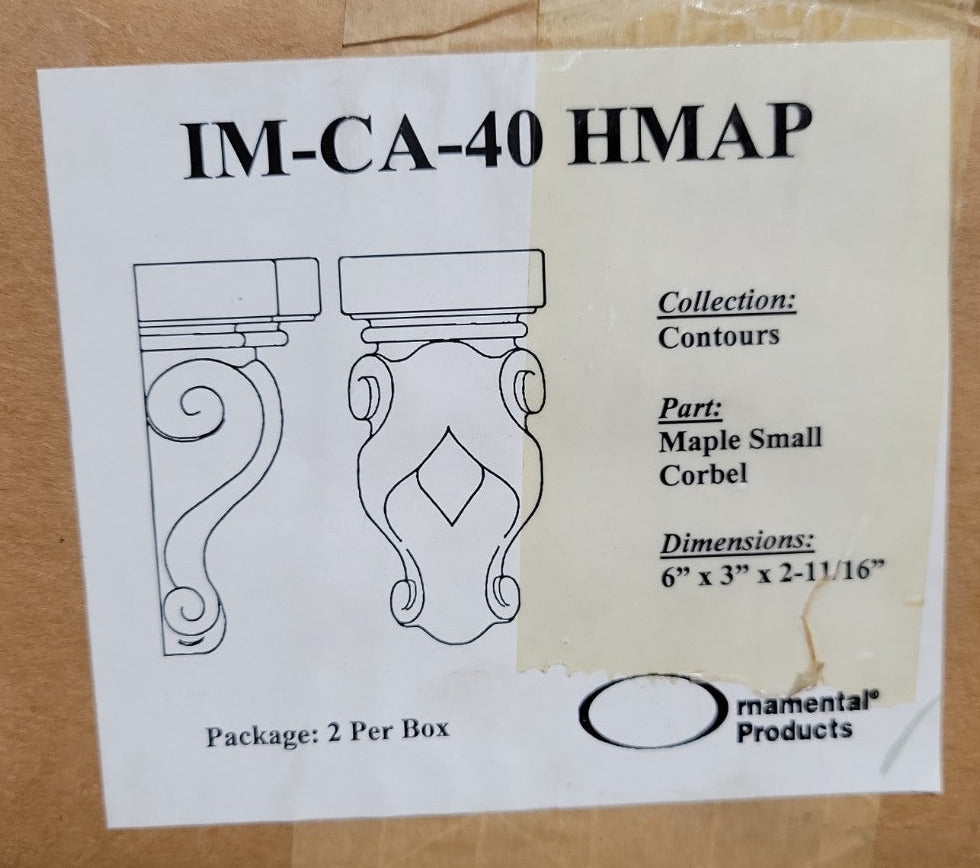 IM-CA-40 HMAP
Collection:
Contours
Part:
Maple Small
Corbel
Dimensions:
6” x 3” x 2-11/16”
Package: 2 Per Box
Ornamental®
Products